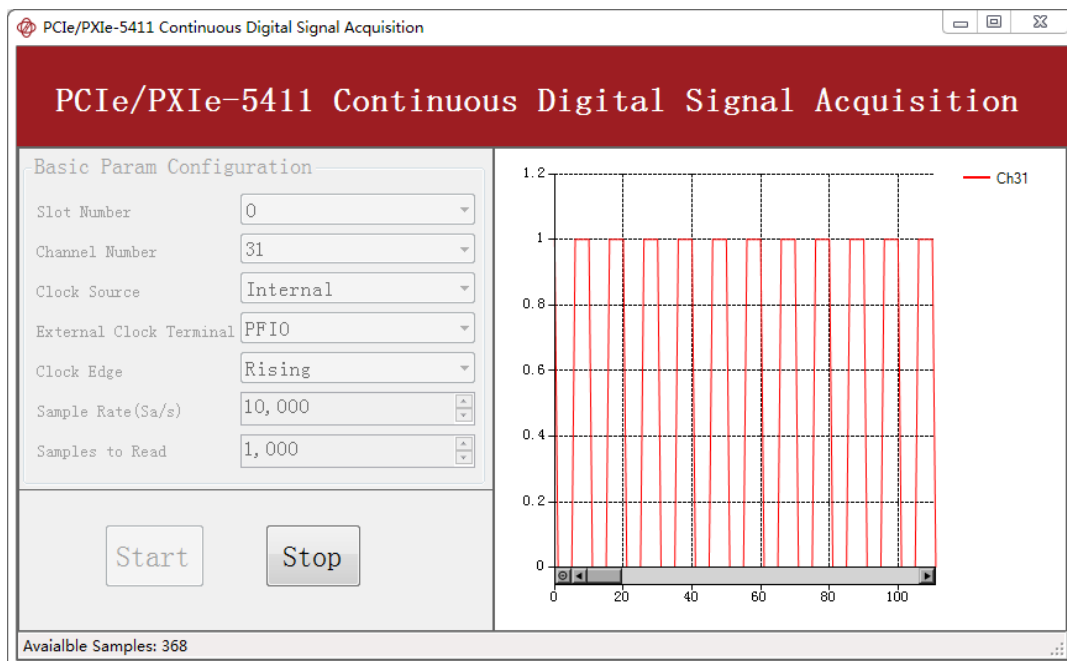 PCIe/PXIe-5411 Continuous Digital Signal Acquisition
PCIe/PXIe-5411 Continuous Digital Signal Acquisition
Basic Param Configuration
Slot Number 0
Channel Number 31
Clock Source Internal
External Clock Terminal PFI0
Clock Edge Rising
Sample Rate(Sa/s) 10,000
Samples to Read 1,000
Start Stop
1.2
1
0.8
0.6
0.4
0.2
0
0 20 40 60 80 100
Ch31
Avaialble Samples: 368